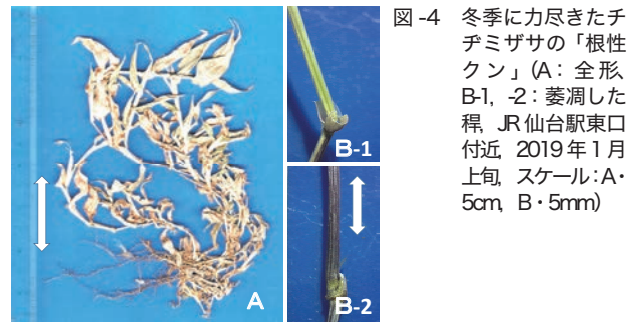 A
B-1
B-2
図-4 冬季に力尽きたチ
ヂミザサの「根性
クン」(A：全形、
B-1, -2：萎凋した
稈, JR仙台駅東口
付近, 2019年1月
上旬, スケール：A・
5cm, B・5mm)